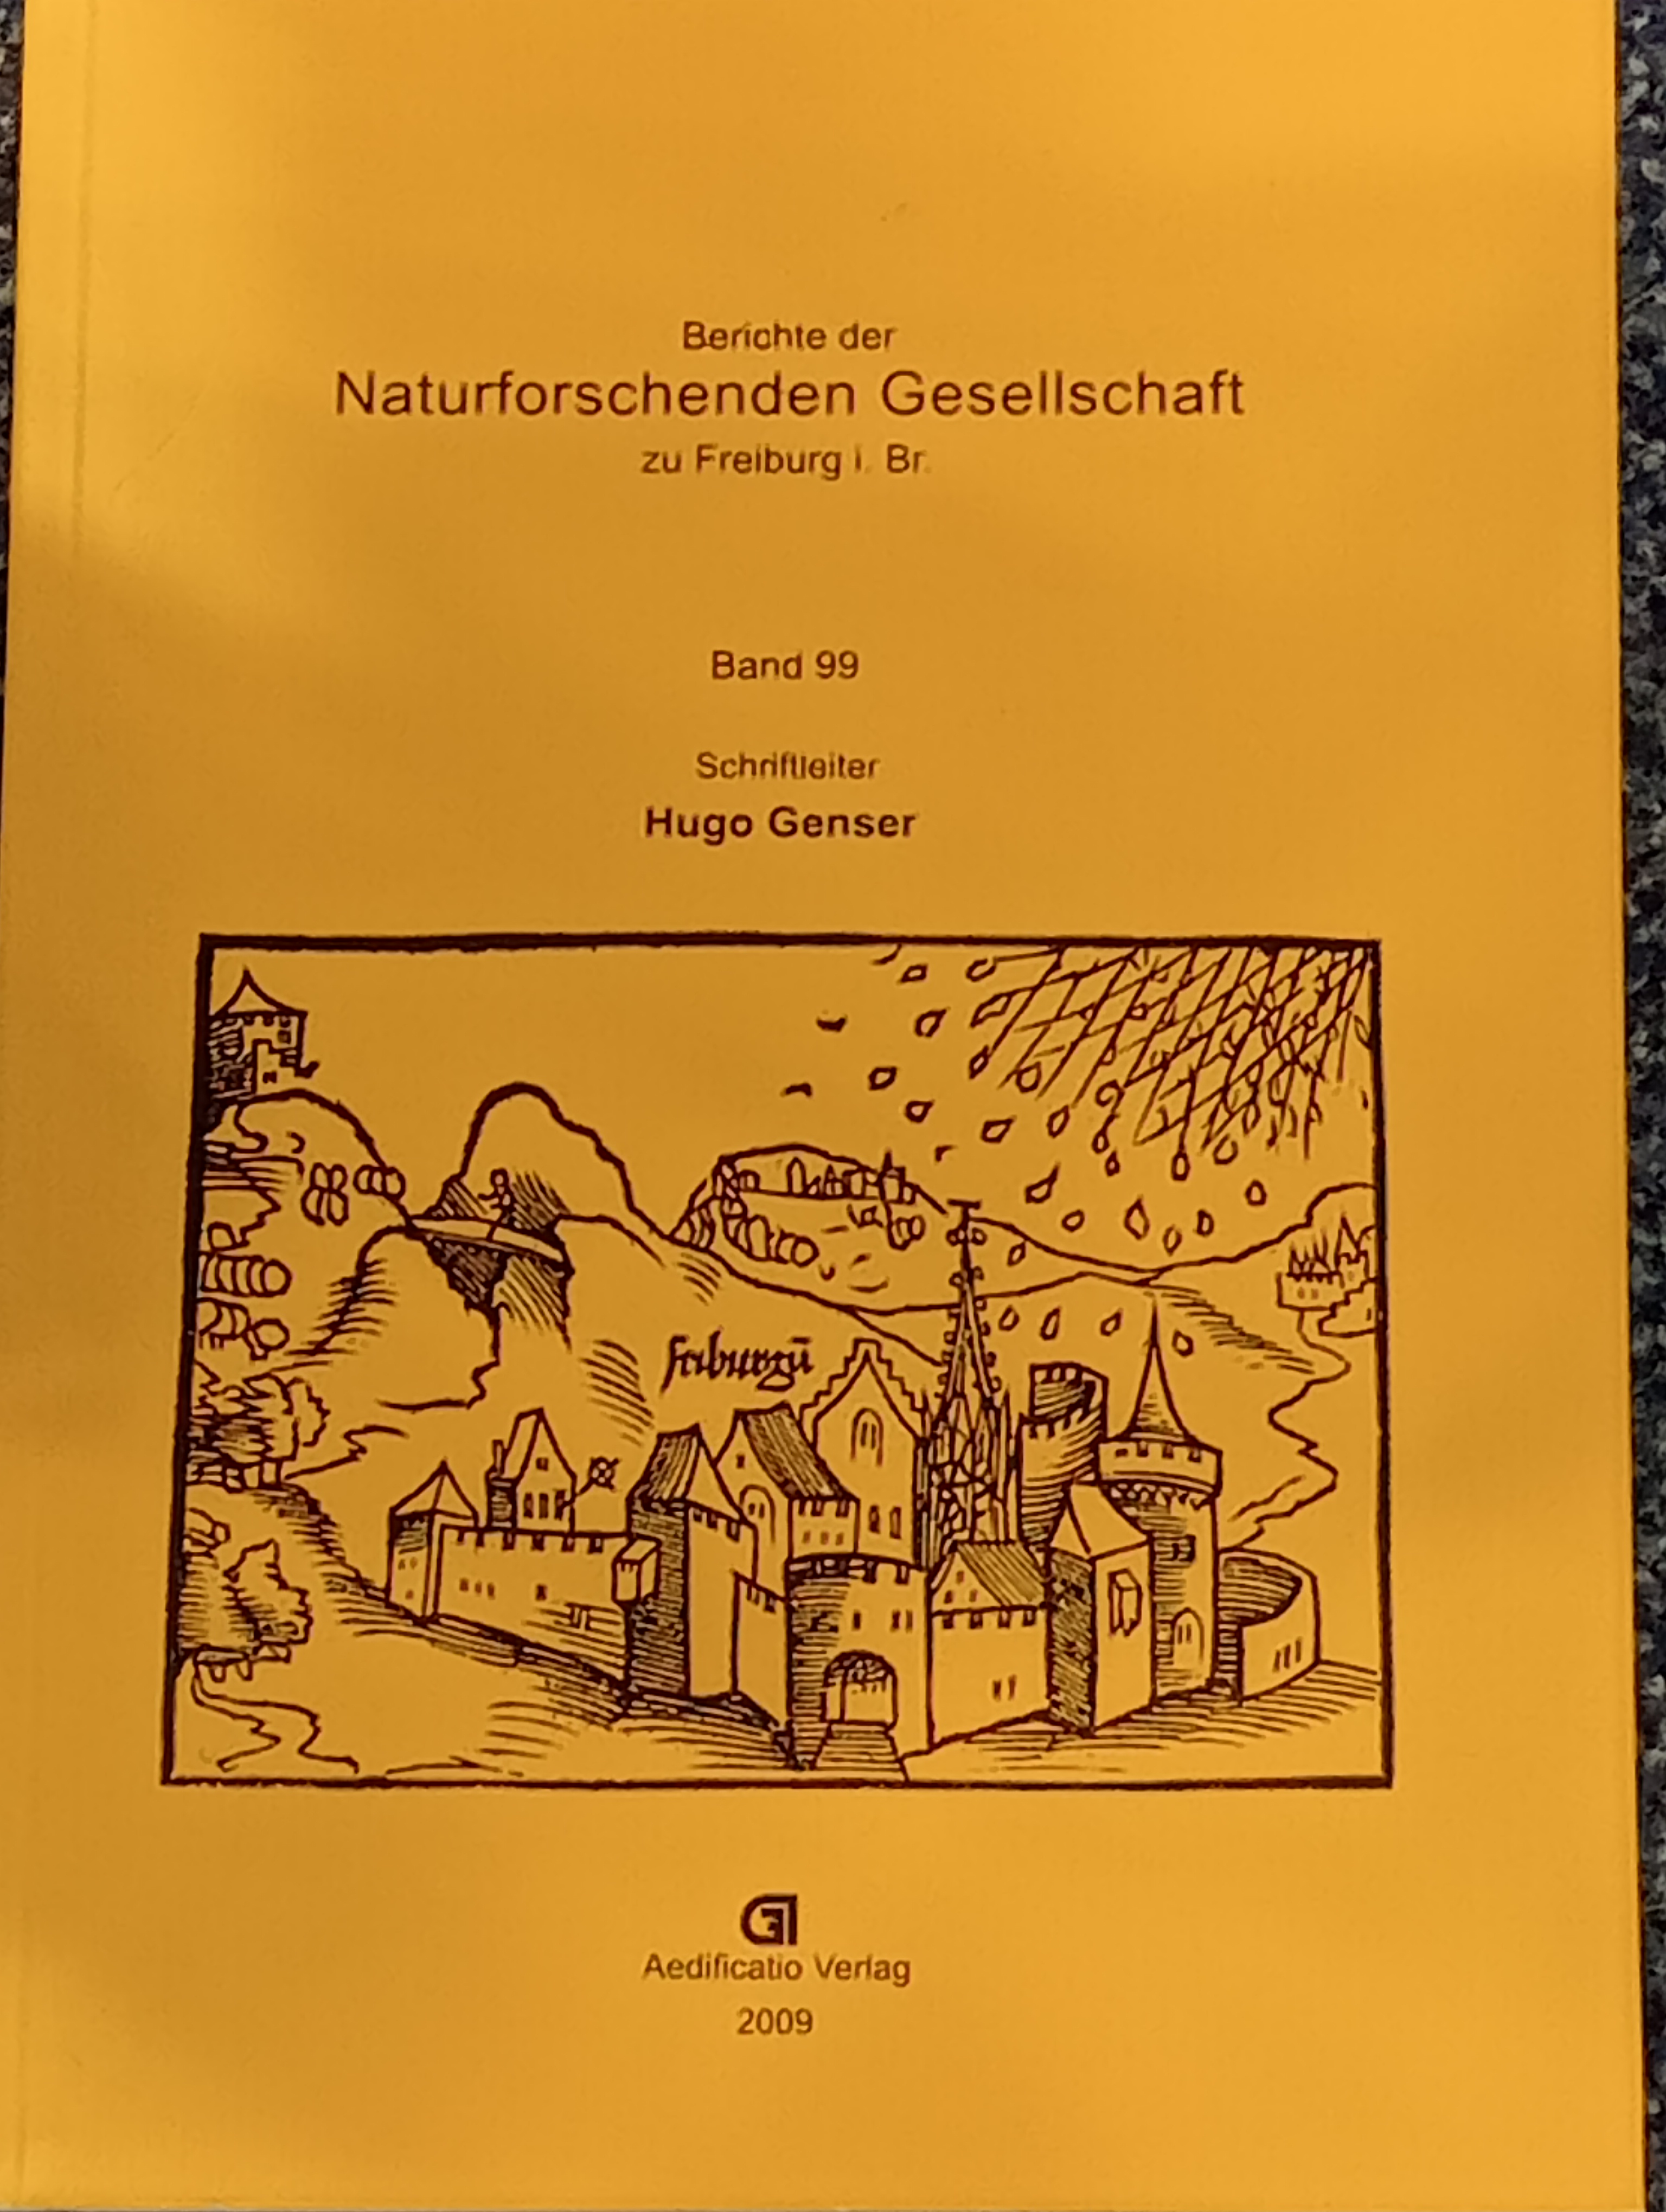 Berichte der
Naturforschenden Gesellschaft
zu Freiburg i. Br.
Band 99
Schriftleiter
Hugo Genser
friburgū
Aedificatio Verlag
2009